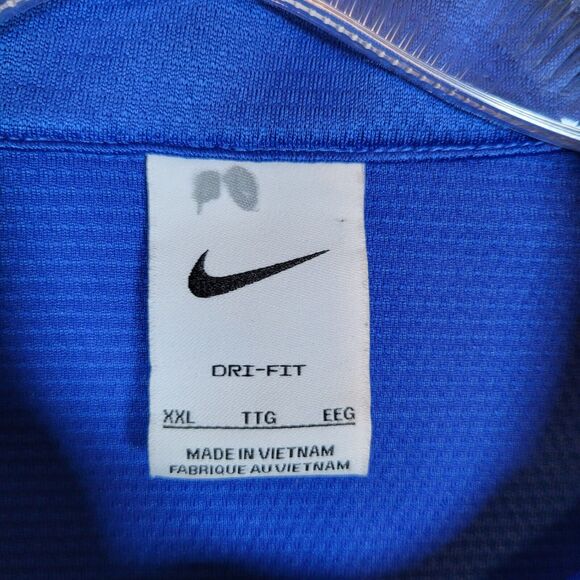 DRI-FIT
XXL TTG EEG
MADE IN VIETNAM
FABRIQUE AU VIETNAM